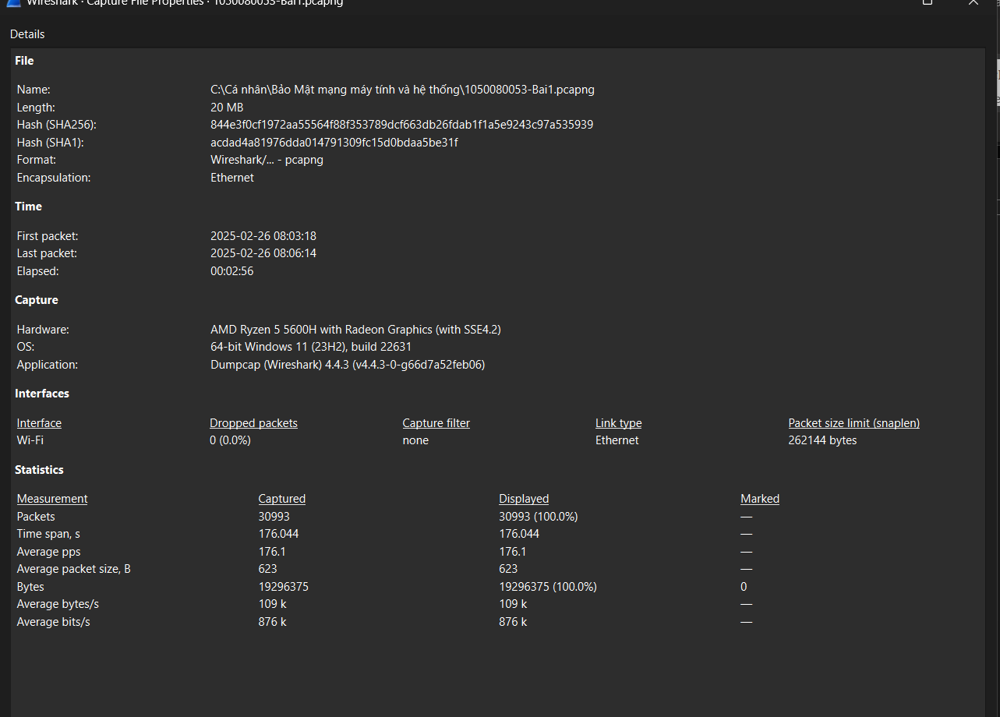 Wireshark · Capture File Properties · 1050080053-Bai1.pcapng
Details
File
Name: C:\Cá nhân\Bảo Mật mạng máy tính và hệ thống\1050080053-Bai1.pcapng
Length: 20 MB
Hash (SHA256): 844e3f0cf1972aa55564f88f353789dcf663db26fdab1f1a5e9243c97a535939
Hash (SHA1): acdad4a81976dda014791309fc15d0bdaa5be31f
Format: Wireshark/... - pcapng
Encapsulation: Ethernet
Time
First packet: 2025-02-26 08:03:18
Last packet: 2025-02-26 08:06:14
Elapsed: 00:02:56
Capture
Hardware: AMD Ryzen 5 5600H with Radeon Graphics (with SSE4.2)
OS: 64-bit Windows 11 (23H2), build 22631
Application: Dumpcap (Wireshark) 4.4.3 (v4.4.3-0-g66d7a52feb06)
Interfaces
Interface Dropped packets Capture filter Link type Packet size limit (snaplen)
Wi-Fi 0 (0.0%) none Ethernet 262144 bytes
Statistics
Measurement Captured Displayed Marked
Packets 30993 30993 (100.0%) —
Time span, s 176.044 176.044 —
Average pps 176.1 176.1 —
Average packet size, B 623 623 —
Bytes 19296375 19296375 (100.0%) 0
Average bytes/s 109 k 109 k —
Average bits/s 876 k 876 k —